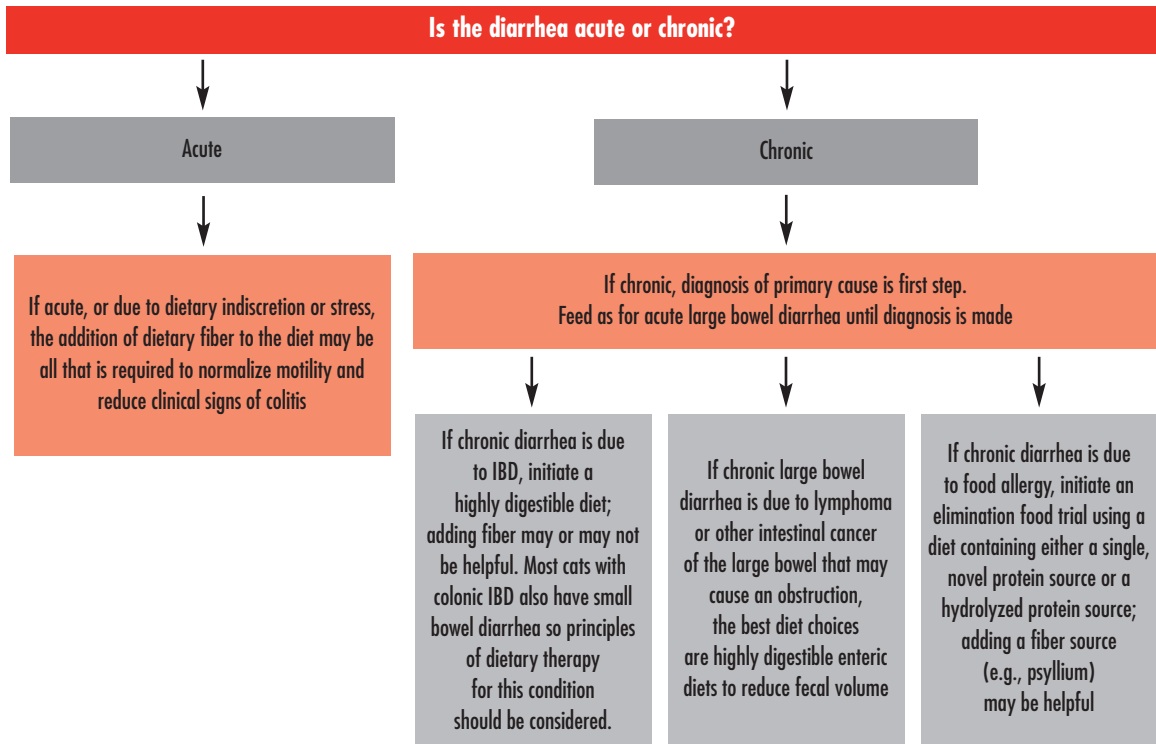 Is the diarrhea acute or chronic?
Acute
Chronic
If acute, or due to dietary indiscretion or stress,
the addition of dietary fiber to the diet may be
all that is required to normalize motility and
reduce clinical signs of colitis
If chronic, diagnosis of primary cause is first step.
Feed as for acute large bowel diarrhea until diagnosis is made
If chronic diarrhea is due
to IBD, initiate a
highly digestible diet;
adding fiber may or may not
be helpful. Most cats with
colonic IBD also have small
bowel diarrhea so principles
of dietary therapy
for this condition
should be considered.
If chronic large bowel
diarrhea is due to lymphoma
or other intestinal cancer
of the large bowel that may
cause an obstruction,
the best diet choices
are highly digestible enteric
diets to reduce fecal volume
If chronic diarrhea is due
to food allergy, initiate an
elimination food trial using a
diet containing either a single,
novel protein source or a
hydrolyzed protein source;
adding a fiber source
(e.g., psyllium)
may be helpful